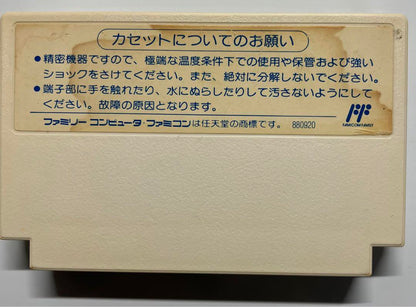 カセットについてのお願い
●精密機器ですので、極端な温度条件下での使用や保管および強い
ショックをさけてください。また、絶対に分解しないでください。
●端子部に手を触れたり、水にぬらしたりして汚さないようにして
ください。故障の原因となります。
ファミリー コンピュータ・ファミコンは任天堂の商標です。 880920
FAMICOM FAMILY